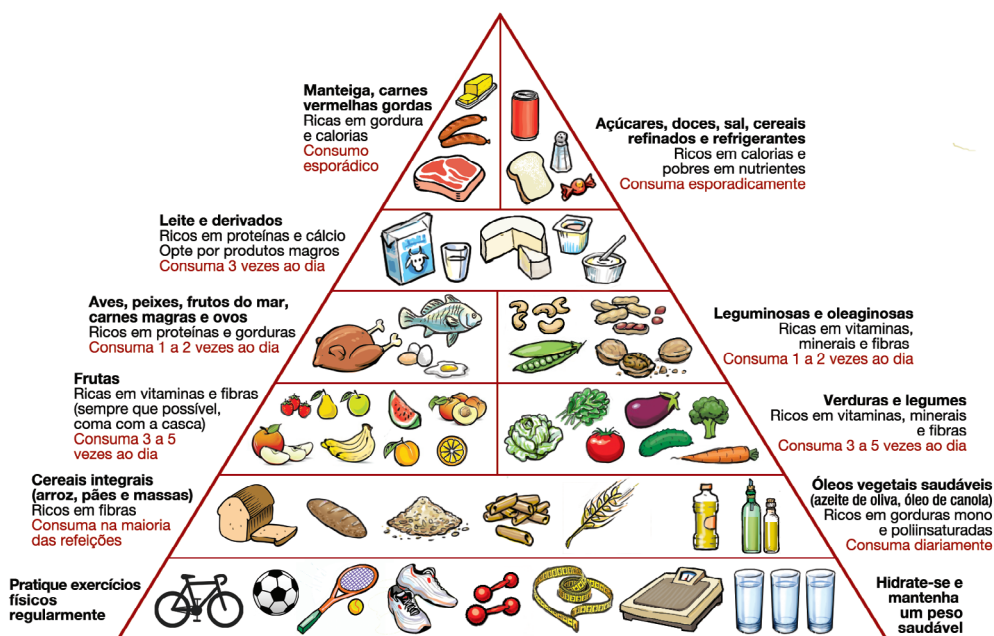 Manteiga, carnes
vermelhas gordas
Ricas em gordura
e calorias
Consumo
esporádico
Açúcares, doces, sal, cereais
refinados e refrigerantes
Ricos em calorias e
pobres em nutrientes
Consuma esporadicamente
Leite e derivados
Ricos em proteínas e cálcio
Opte por produtos magros
Consuma 3 vezes ao dia
Aves, peixes, frutos do mar,
carnes magras e ovos
Ricos em proteínas e gorduras
Consuma 1 a 2 vezes ao dia
Leguminosas e oleaginosas
Ricas em vitaminas,
minerais e fibras
Consuma 1 a 2 vezes ao dia
Frutas
Ricas em vitaminas e fibras
(sempre que possível,
coma com a casca)
Consuma 3 a 5
vezes ao dia
Verduras e legumes
Ricos em vitaminas, minerais
e fibras
Consuma 3 a 5 vezes ao dia
Cereais integrais
(arroz, pães e massas)
Ricos em fibras
Consuma na maioria
das refeições
Óleos vegetais saudáveis
(azeite de oliva, óleo de canola)
Ricos em gorduras mono
e poliinsaturadas
Consuma diariamente
Pratique exercícios
físicos
regularmente
Hidrate-se e
mantenha
um peso
saudável